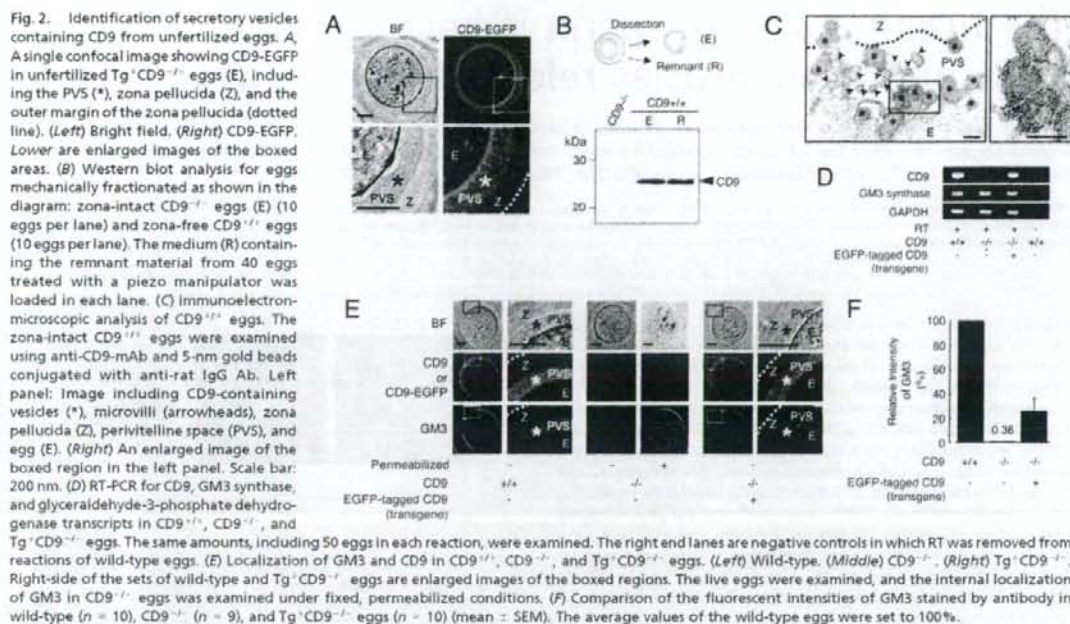 Fig. 2. Identification of secretory vesicles
containing CD9 from unfertilized eggs. A,
A single confocal image showing CD9-EGFP
in unfertilized Tg⁺CD9⁻/⁻ eggs (E), includ-
ing the PVS (*), zona pellucida (Z), and the
outer margin of the zona pellucida (dotted
line). (Left) Bright field. (Right) CD9-EGFP.
Lower are enlarged images of the boxed
areas. (B) Western blot analysis for eggs
mechanically fractionated as shown in the
diagram: zona-intact CD9⁻/⁻ eggs (E) (10
eggs per lane) and zona-free CD9⁺/⁺ eggs
(10 eggs per lane). The medium (R) contain-
ing the remnant material from 40 eggs
treated with a piezo manipulator was
loaded in each lane. (C) Immunoelectron-
microscopic analysis of CD9⁺/⁺ eggs. The
zona-intact CD9⁺/⁺ eggs were examined
using anti-CD9-mAb and 5-nm gold beads
conjugated with anti-rat IgG Ab. Left
panel: Image including CD9-containing
vesicles (*), microvilli (arrowheads), zona
pellucida (Z), perivitelline space (PVS), and
egg (E). (Right) An enlarged image of the
boxed region in the left panel. Scale bar:
200 nm. (D) RT-PCR for CD9, GM3 synthase,
and glyceraldehyde-3-phosphate dehydro-
genase transcripts in CD9⁺/⁺, CD9⁻/⁻, and
Tg⁺CD9⁻/⁻ eggs. The same amounts, including 50 eggs in each reaction, were examined. The right end lanes are negative controls in which RT was removed from
reactions of wild-type eggs. (E) Localization of GM3 and CD9 in CD9⁺/⁺, CD9⁻/⁻, and Tg⁺CD9⁻/⁻ eggs. (Left) Wild-type. (Middle) CD9⁻/⁻. (Right) Tg⁺CD9⁻/⁻.
Right-side of the sets of wild-type and Tg⁺CD9⁻/⁻ eggs are enlarged images of the boxed regions. The live eggs were examined, and the internal localization
of GM3 in CD9⁻/⁻ eggs was examined under fixed, permeabilized conditions. (F) Comparison of the fluorescent intensities of GM3 stained by antibody in
wild-type (n = 10), CD9⁻/⁻ (n = 9), and Tg⁺CD9⁻/⁻ eggs (n = 10) (mean ± SEM). The average values of the wild-type eggs were set to 100%.
A
BF CD9-EGFP
E E
* *
PVS Z PVS Z
B
Dissection
(E)
Remnant (R)
CD9-/- CD9+/+
E R
kDa
30
20
CD9
C
Z
PVS
E
D
CD9
GM3 synthase
GAPDH
RT + + + -
CD9 +/+ -/- -/- +/+
EGFP-tagged CD9 - - +
(transgene)
E
BF
Z PVS E Z PVS E
CD9
or
CD9-EGFP
Z PVS E Z PVS E
GM3
Z PVS E Z PVS E
Permeabilized - - + -
CD9 +/+ -/- -/-
EGFP-tagged CD9 - - +
(transgene)
F
Relative Intensity
of GM3
(%)
100
80
60
40
20
0
0.36
CD9 +/+ -/- -/-
EGFP-tagged CD9 - - +
(transgene)